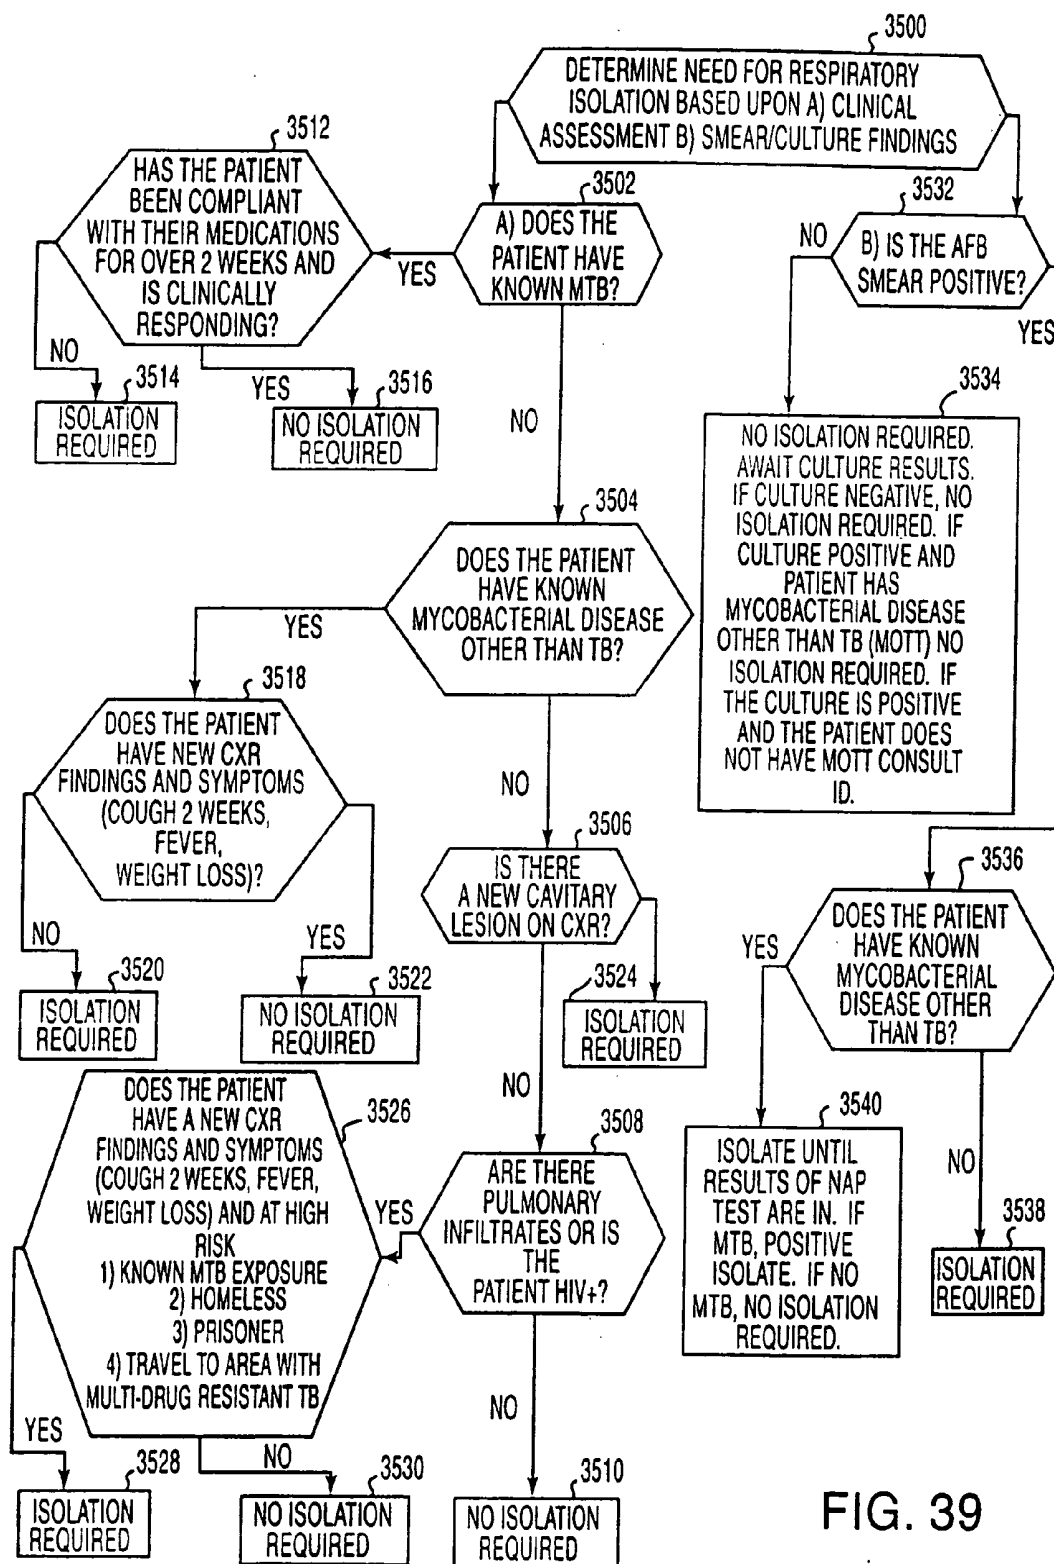 3500
DETERMINE NEED FOR RESPIRATORY
ISOLATION BASED UPON A) CLINICAL
ASSESSMENT B) SMEAR/CULTURE FINDINGS
3512
HAS THE PATIENT
BEEN COMPLIANT
WITH THEIR MEDICATIONS
FOR OVER 2 WEEKS AND
IS CLINICALLY
RESPONDING?
3502
A) DOES THE
PATIENT HAVE
KNOWN MTB?
YES
3532
B) IS THE AFB
SMEAR POSITIVE?
NO
YES
NO
3514
ISOLATION
REQUIRED
YES
3516
NO ISOLATION
REQUIRED
NO
3534
NO ISOLATION REQUIRED.
AWAIT CULTURE RESULTS.
IF CULTURE NEGATIVE, NO
ISOLATION REQUIRED. IF
CULTURE POSITIVE AND
PATIENT HAS
MYCOBACTERIAL DISEASE
OTHER THAN TB (MOTT) NO
ISOLATION REQUIRED. IF
THE CULTURE IS POSITIVE
AND THE PATIENT DOES
NOT HAVE MOTT CONSULT
ID.
3504
DOES THE PATIENT
HAVE KNOWN
MYCOBACTERIAL DISEASE
OTHER THAN TB?
YES
NO
3518
DOES THE PATIENT
HAVE NEW CXR
FINDINGS AND SYMPTOMS
(COUGH 2 WEEKS,
FEVER,
WEIGHT LOSS)?
NO
YES
3520
ISOLATION
REQUIRED
3522
NO ISOLATION
REQUIRED
3506
IS THERE
A NEW CAVITARY
LESION ON CXR?
3524
ISOLATION
REQUIRED
NO
3536
DOES THE PATIENT
HAVE KNOWN
MYCOBACTERIAL
DISEASE OTHER
THAN TB?
YES
NO
3540
ISOLATE UNTIL
RESULTS OF NAP
TEST ARE IN. IF
MTB, POSITIVE
ISOLATE. IF NO
MTB, NO ISOLATION
REQUIRED.
3538
ISOLATION
REQUIRED
3526
DOES THE PATIENT
HAVE A NEW CXR
FINDINGS AND SYMPTOMS
(COUGH 2 WEEKS, FEVER,
WEIGHT LOSS) AND AT HIGH
RISK
1) KNOWN MTB EXPOSURE
2) HOMELESS
3) PRISONER
4) TRAVEL TO AREA WITH
MULTI-DRUG RESISTANT TB
YES
3508
ARE THERE
PULMONARY
INFILTRATES OR IS
THE
PATIENT HIV+?
NO
YES
3528
ISOLATION
REQUIRED
NO
3530
NO ISOLATION
REQUIRED
3510
NO ISOLATION
REQUIRED
FIG. 39